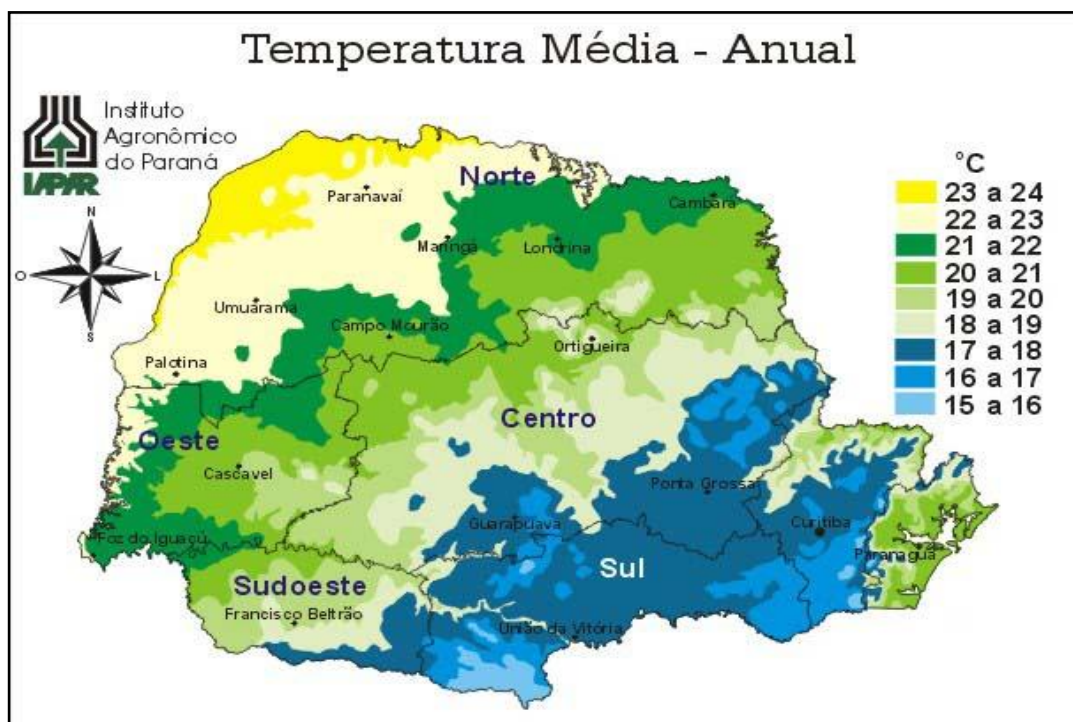 Temperatura Média - Anual
Instituto
Agronômico
do Paraná
IAPAR
N
O
L
S
°C
23 a 24
22 a 23
21 a 22
20 a 21
19 a 20
18 a 19
17 a 18
16 a 17
15 a 16
Norte
Paranavaí
Cambará
Maringá
Londrina
Umuarama
Campo Mourão
Ortigueira
Palotina
Centro
Oeste
Cascavel
Ponta Grossa
Guarapuava
Curitiba
Foz do Iguaçú
Paranaguá
Sul
Sudoeste
Francisco Beltrão
União da Vitória